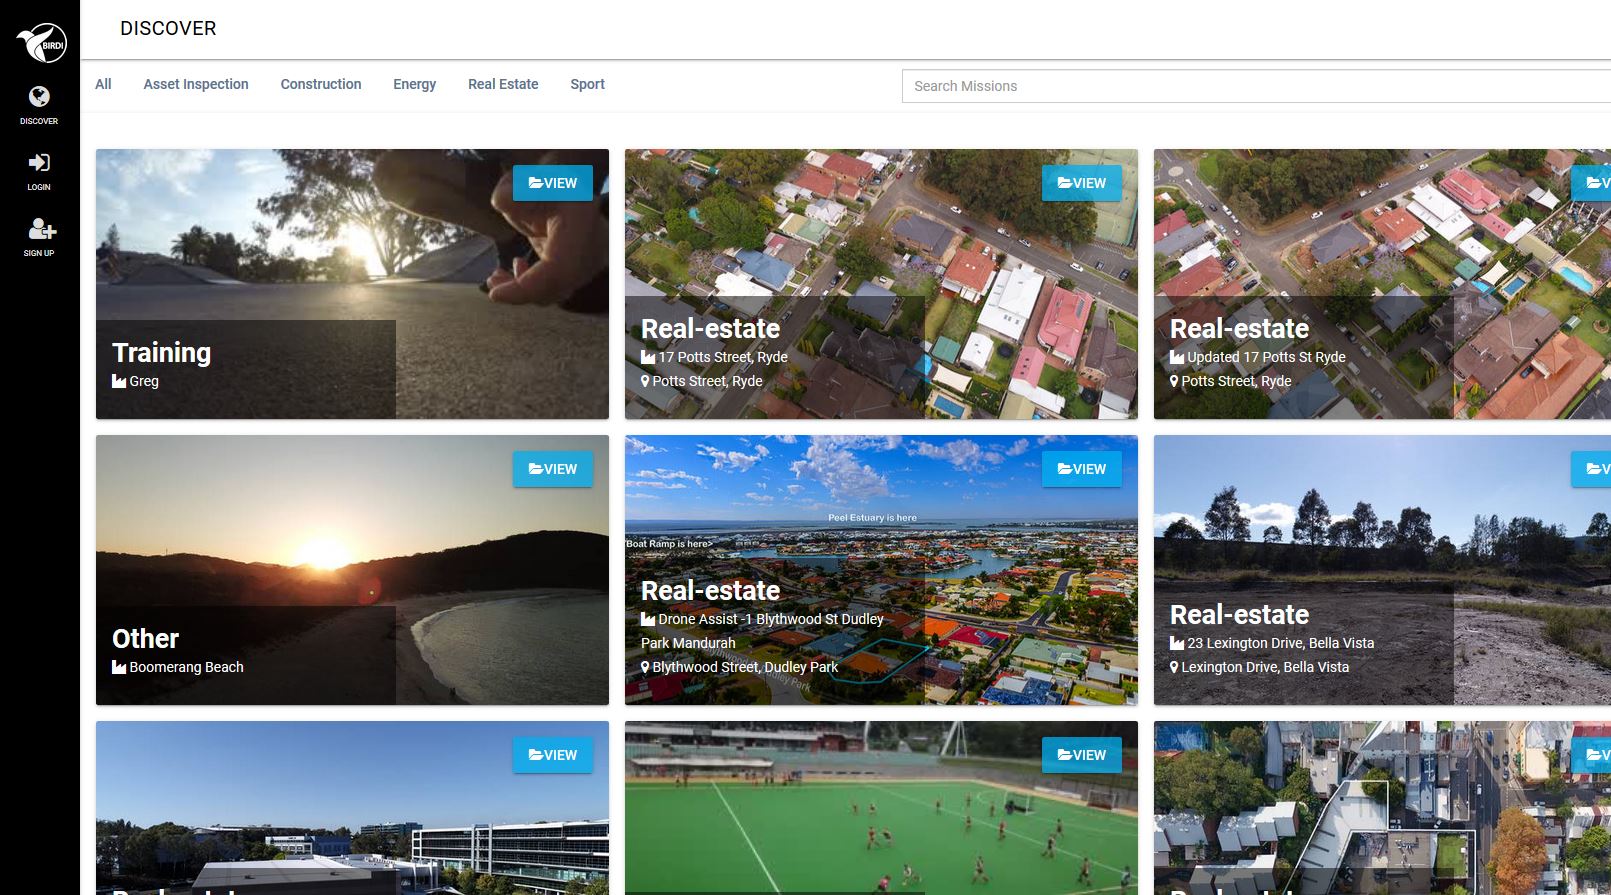 BIRDI
DISCOVER
LOGIN
SIGN UP
DISCOVER
All
Asset Inspection
Construction
Energy
Real Estate
Sport
Search Missions
VIEW
Training
Greg
VIEW
Real-estate
17 Potts Street, Ryde
Potts Street, Ryde
Real-estate
Updated 17 Potts St Ryde
Potts Street, Ryde
VIEW
Other
Boomerang Beach
VIEW
Peel Estuary is here
Boat Ramp is here>
Real-estate
Drone Assist -1 Blythwood St Dudley
Park Mandurah
Blythwood Street, Dudley Park
Real-estate
23 Lexington Drive, Bella Vista
Lexington Drive, Bella Vista
VIEW
VIEW